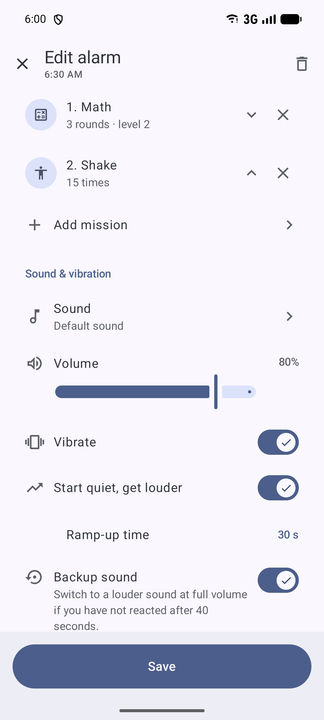 6:00
3G
Edit alarm
6:30 AM
1. Math
3 rounds · level 2
2. Shake
15 times
Add mission
Sound & vibration
Sound
Default sound
Volume
80%
Vibrate
Start quiet, get louder
Ramp-up time
30 s
Backup sound
Switch to a louder sound at full volume
if you have not reacted after 40
seconds.
Save